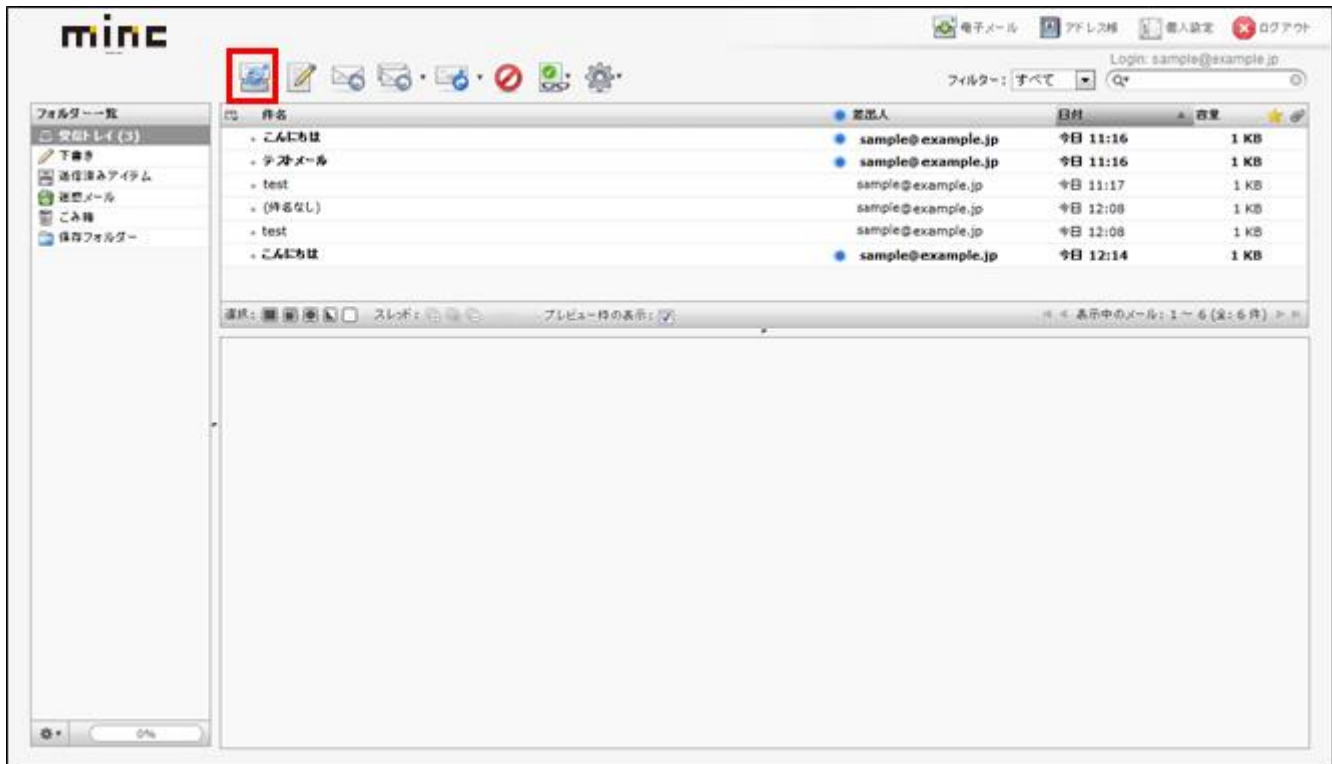 minc
電子メール アドレス帳 個人設定 ログアウト
Login: sample@example.jp
フィルター: すべて
フォルダー一覧
受信トレイ (3)
下書き
送信済みアイテム
迷惑メール
ごみ箱
保存フォルダー
件名 差出人 日付 容量
こんにちは sample@example.jp 今日 11:16 1 KB
テストメール sample@example.jp 今日 11:16 1 KB
test sample@example.jp 今日 11:17 1 KB
(件名なし) sample@example.jp 今日 12:08 1 KB
test sample@example.jp 今日 12:08 1 KB
こんにちは sample@example.jp 今日 12:14 1 KB
選択: スレッド: プレビュー枠の表示: 表示中のメール: 1 ～ 6 (全: 6 件)
0%